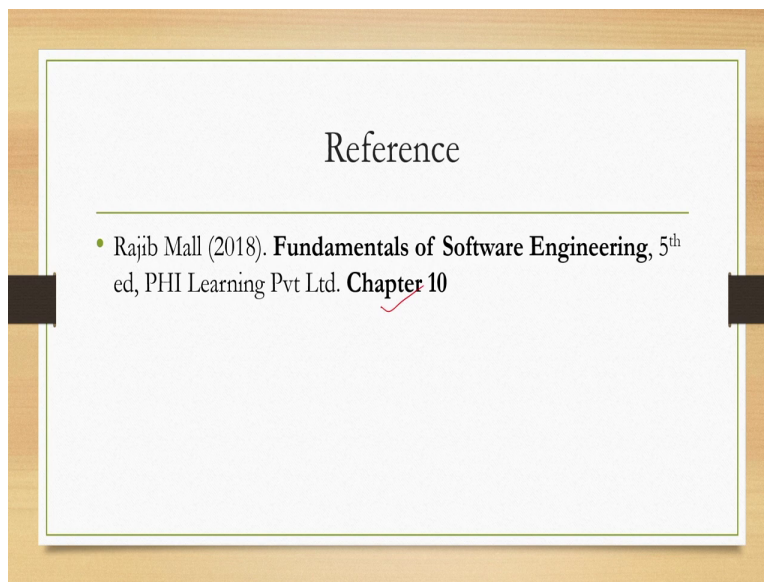 Reference
• Rajib Mall (2018). Fundamentals of Software Engineering, 5th
ed, PHI Learning Pvt Ltd. Chapter 10